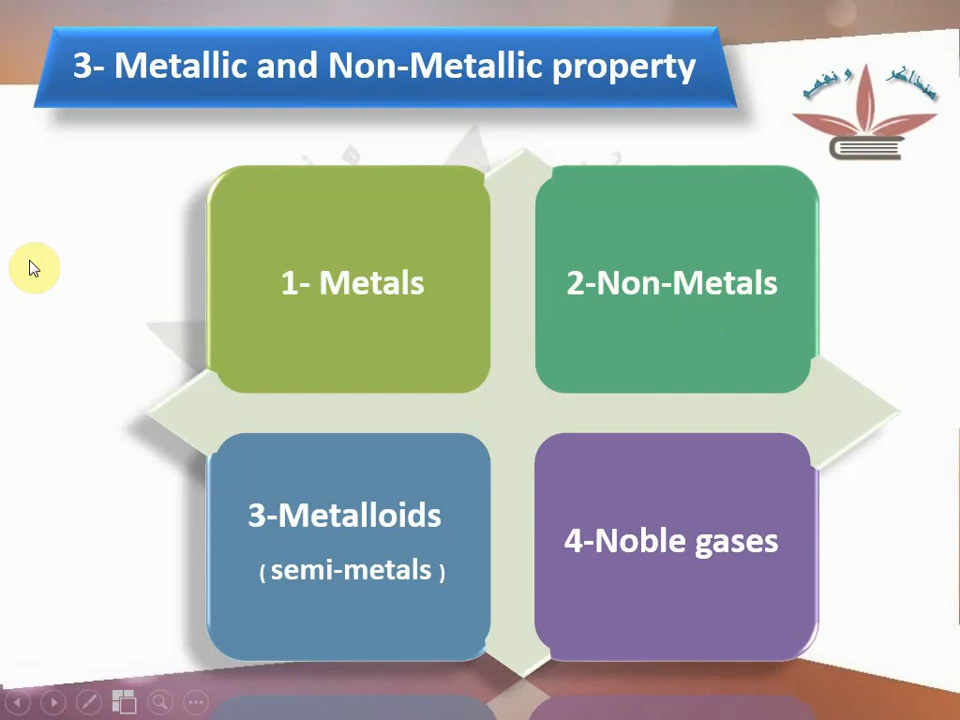 3- Metallic and Non-Metallic property
1- Metals
2-Non-Metals
3-Metalloids
( semi-metals )
4-Noble gases